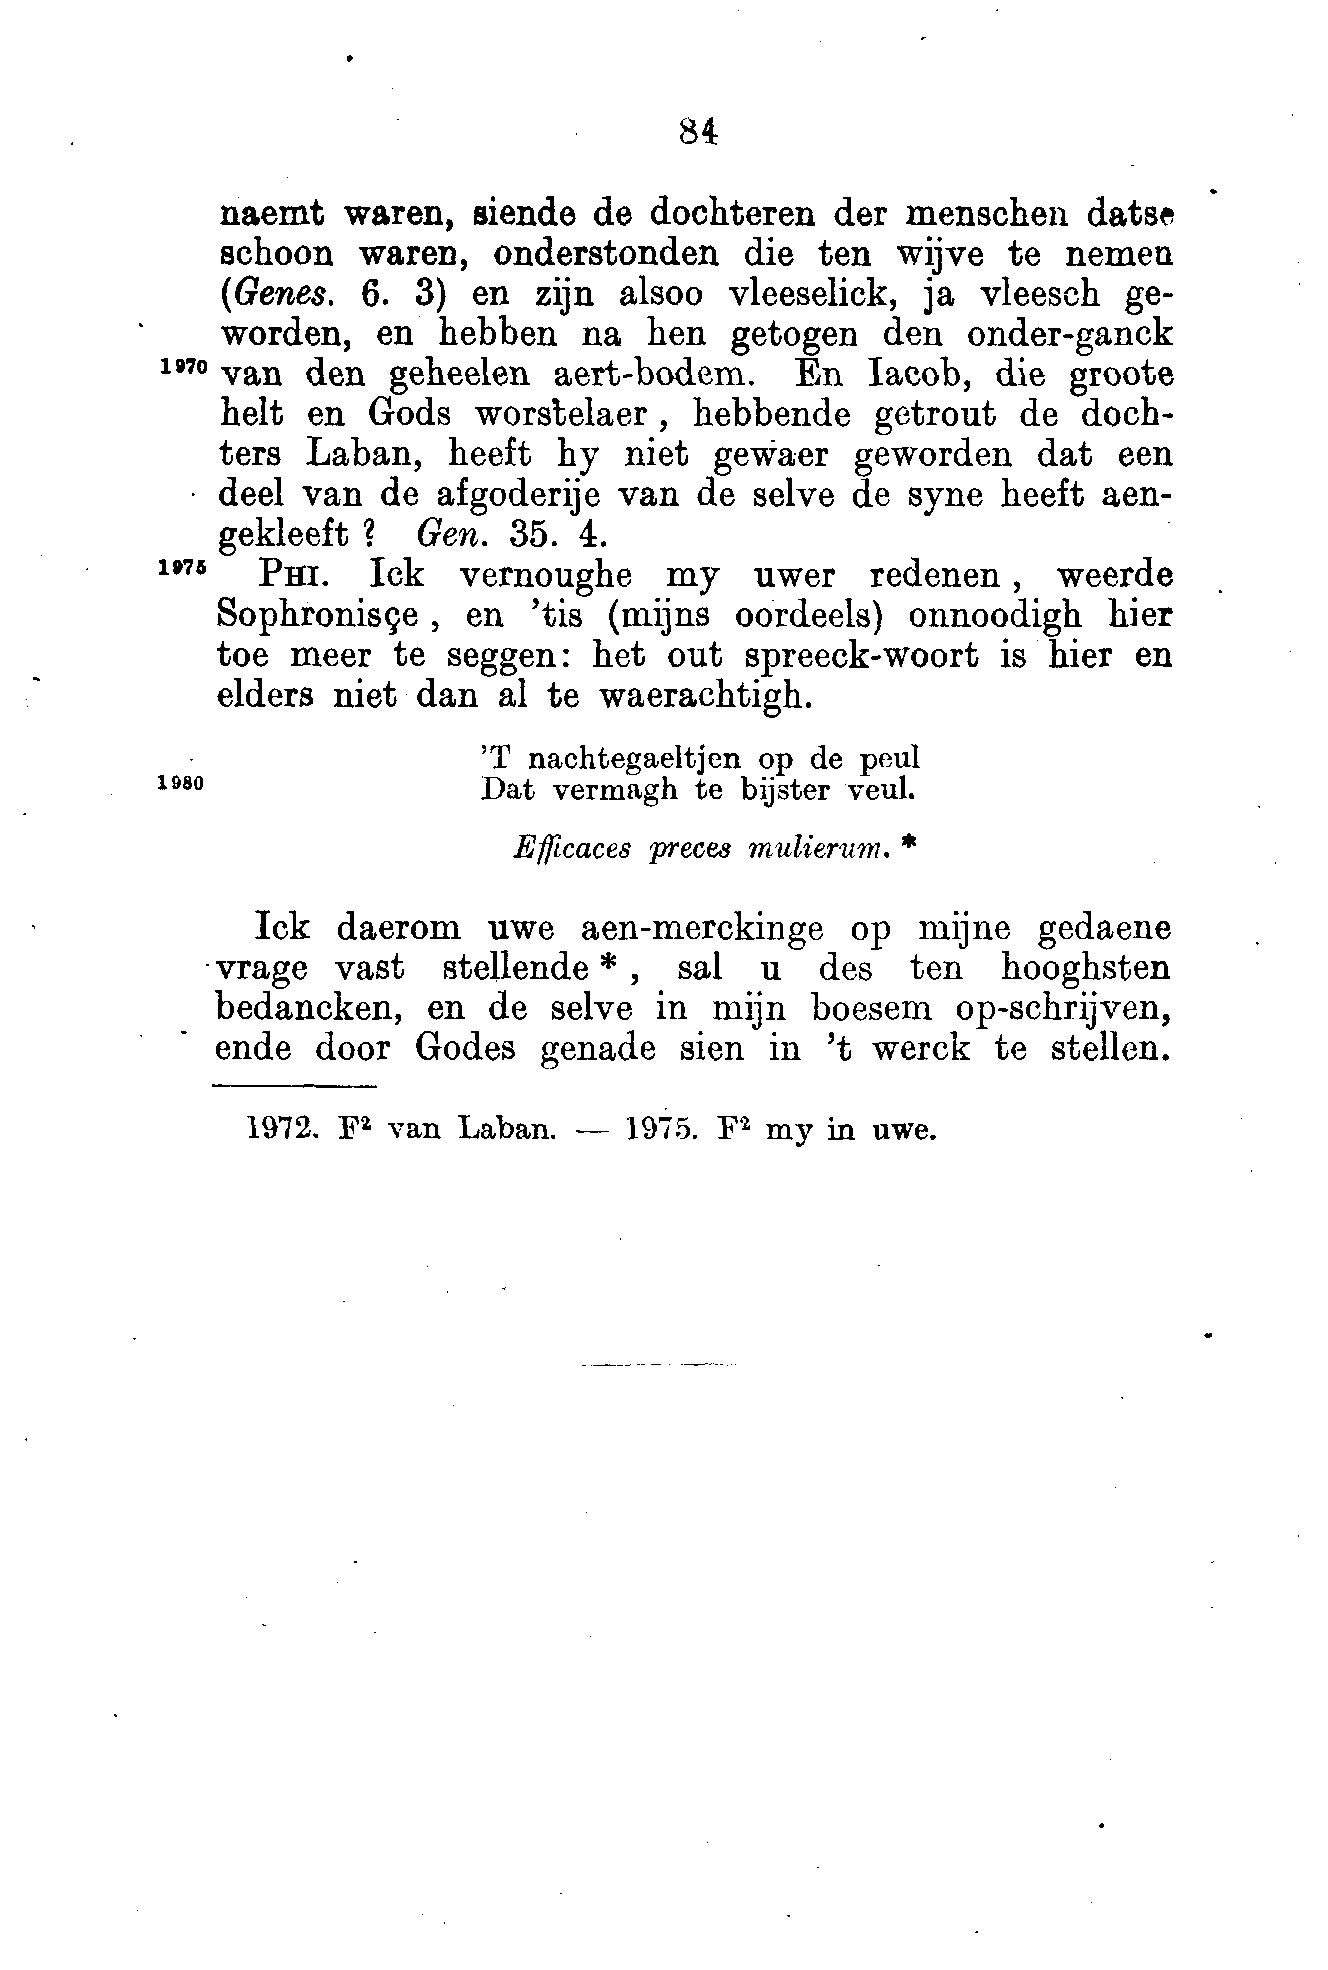 84
naemt waren, siende de dochteren der menschen datse
schoon waren, onderstonden die ten wijve te nemen
(Genes. 6. 3) en zijn alsoo vleeselick, ja vleesch ge-
worden, en hebben na hen getogen den onder-ganck
1970 van den geheelen aert-bodem. En Iacob, die groote
helt en Gods worstelaer, hebbende getrout de doch-
ters Laban, heeft hy niet gewaer geworden dat een
deel van de afgoderije van de selve de syne heeft aen-
gekleeft? Gen. 35. 4.
1975 PHI. Ick vernoughe my uwer redenen, weerde
Sophronisçe, en 'tis (mijns oordeels) onnoodigh hier
toe meer te seggen: het out spreeck-woort is hier en
elders niet dan al te waerachtigh.
'T nachtegaeltjen op de peul
1980 Dat vermagh te bijster veul.
Efficaces preces mulierum. *
Ick daerom uwe aen-merckinge op mijne gedaene
vrage vast stellende *, sal u des ten hooghsten
bedancken, en de selve in mijn boesem op-schrijven,
ende door Godes genade sien in 't werck te stellen.
1972. F² van Laban. — 1975. F² my in uwe.